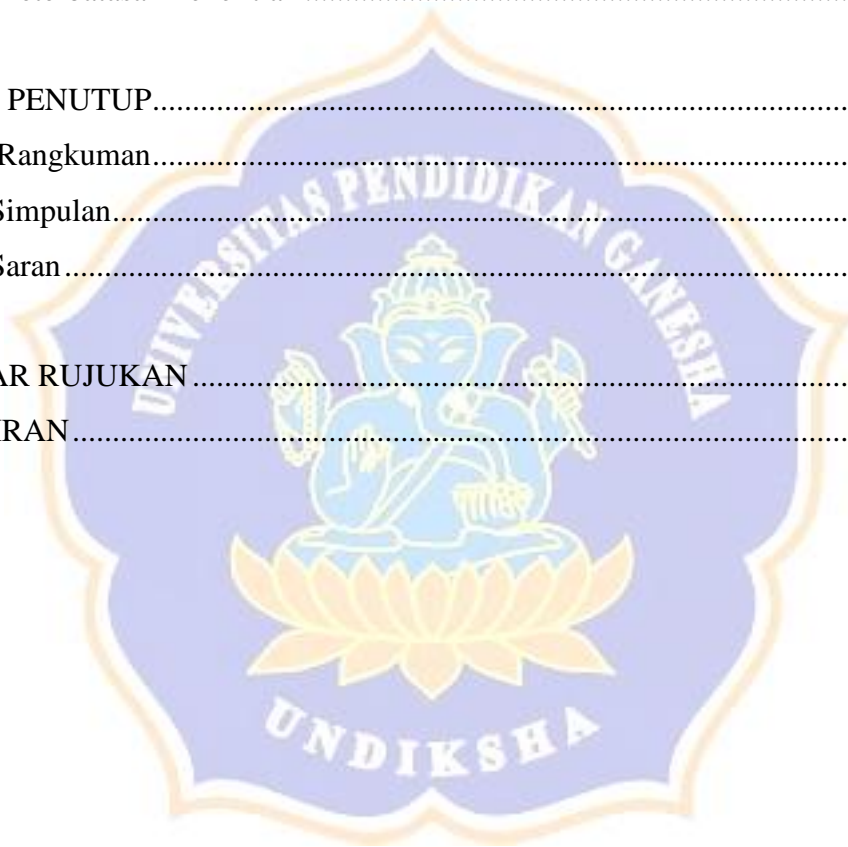 PENUTUP
Rangkuman
Simpulan
Saran
AR RUJUKAN
RAN
UNIVERSITAS PENDIDIKAN GANESHA
UNDIKSHA